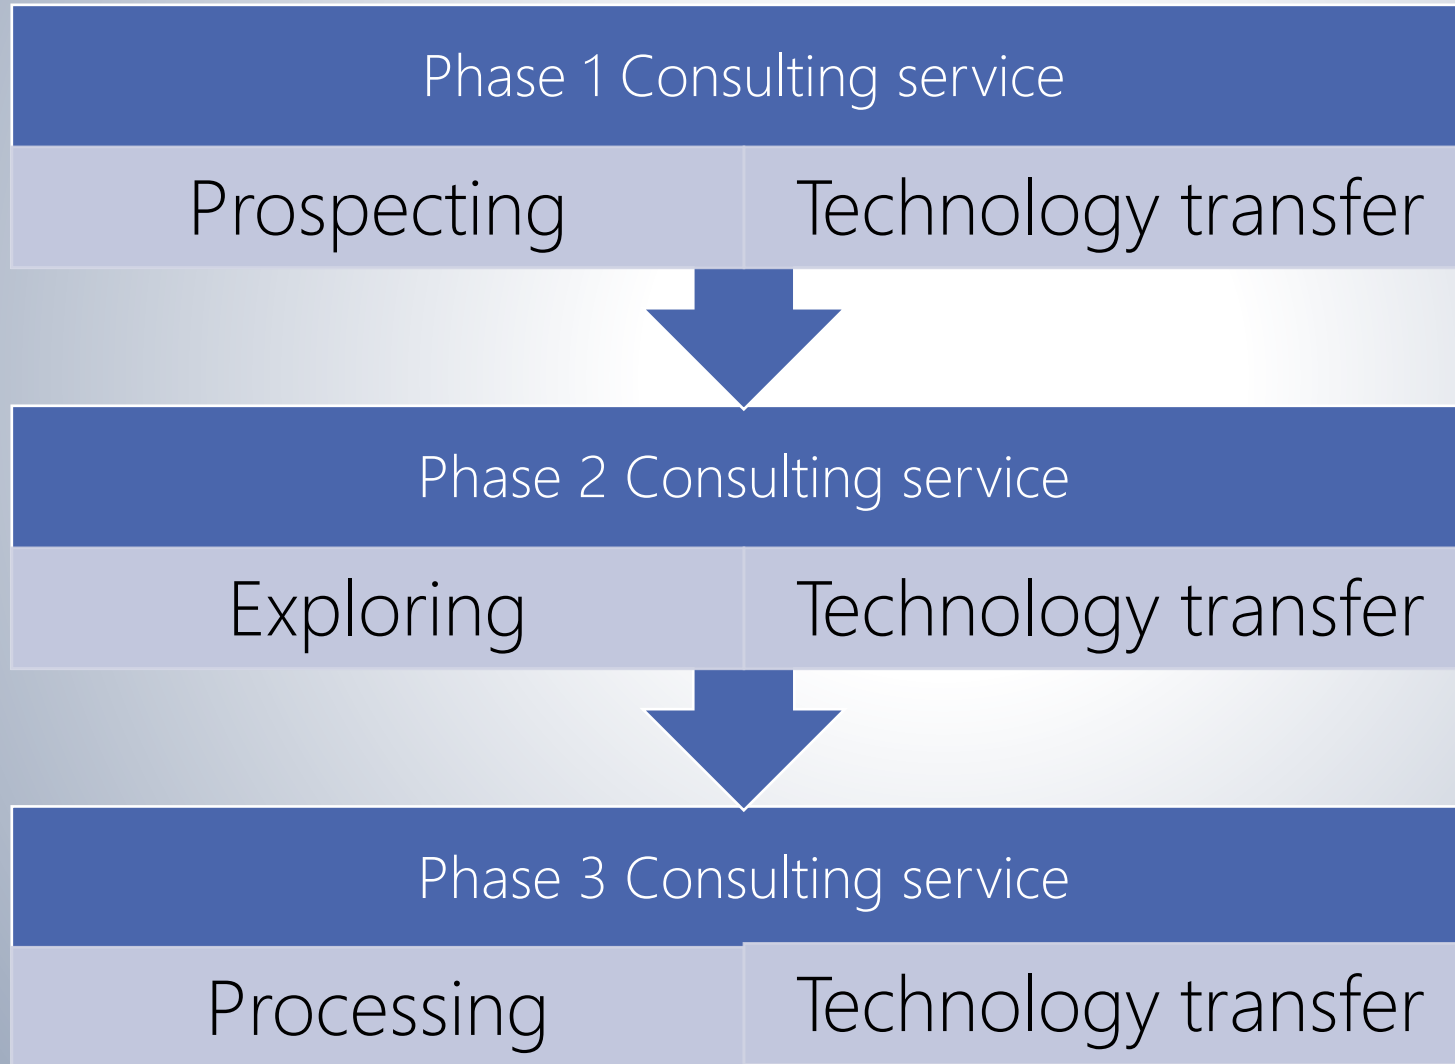 Phase 1 Consulting service
Prospecting
Technology transfer
Phase 2 Consulting service
Exploring
Technology transfer
Phase 3 Consulting service
Processing
Technology transfer